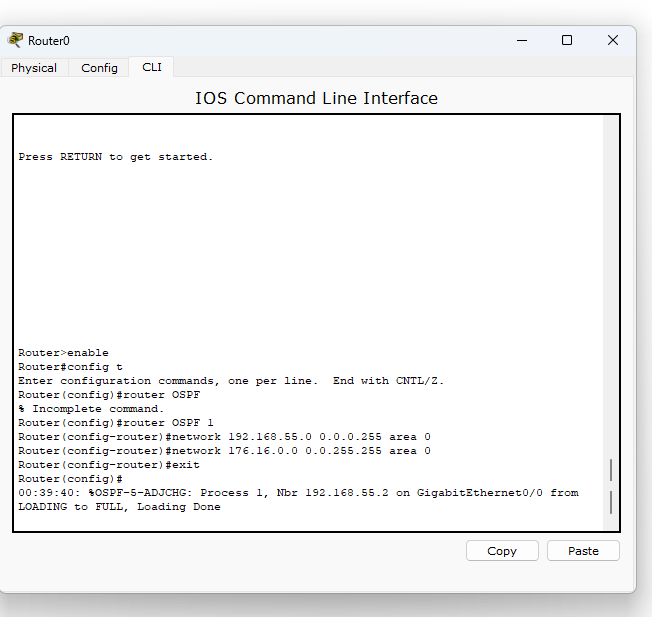 Router0
Physical Config CLI
IOS Command Line Interface
Press RETURN to get started.
Router>enable
Router#config t
Enter configuration commands, one per line.  End with CNTL/Z.
Router(config)#router OSPF
% Incomplete command.
Router(config)#router OSPF 1
Router(config-router)#network 192.168.55.0 0.0.0.255 area 0
Router(config-router)#network 176.16.0.0 0.0.255.255 area 0
Router(config-router)#exit
Router(config)#
00:39:40: %OSPF-5-ADJCHG: Process 1, Nbr 192.168.55.2 on GigabitEthernet0/0 from
LOADING to FULL, Loading Done
Copy Paste